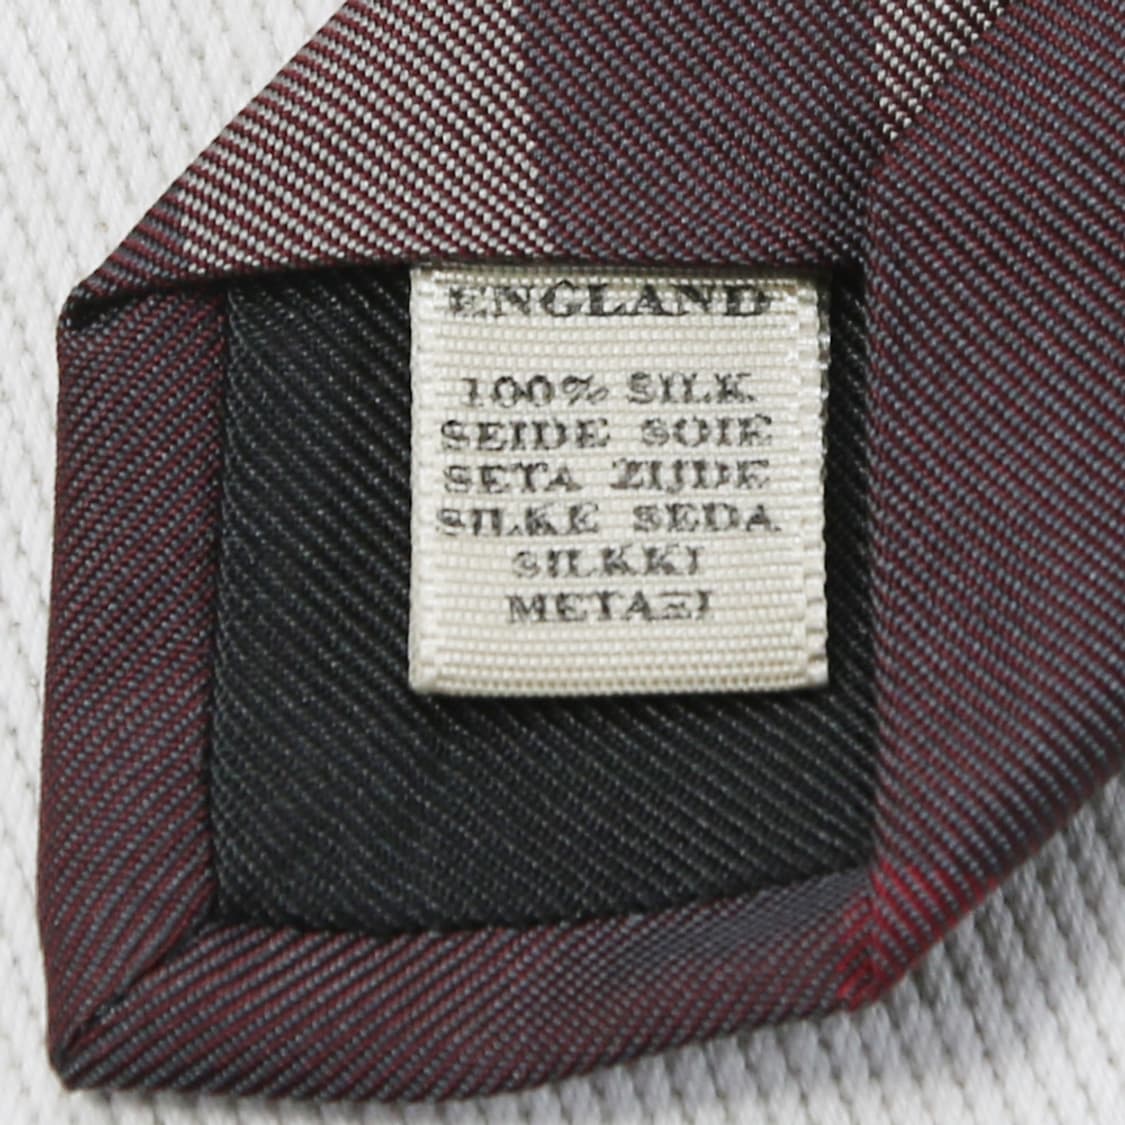 ENGLAND
100% SILK
SEIDE SOIE
SETA ZIJDE
SILKE SEDA
SILKKI
ΜΕΤΑΞΙ